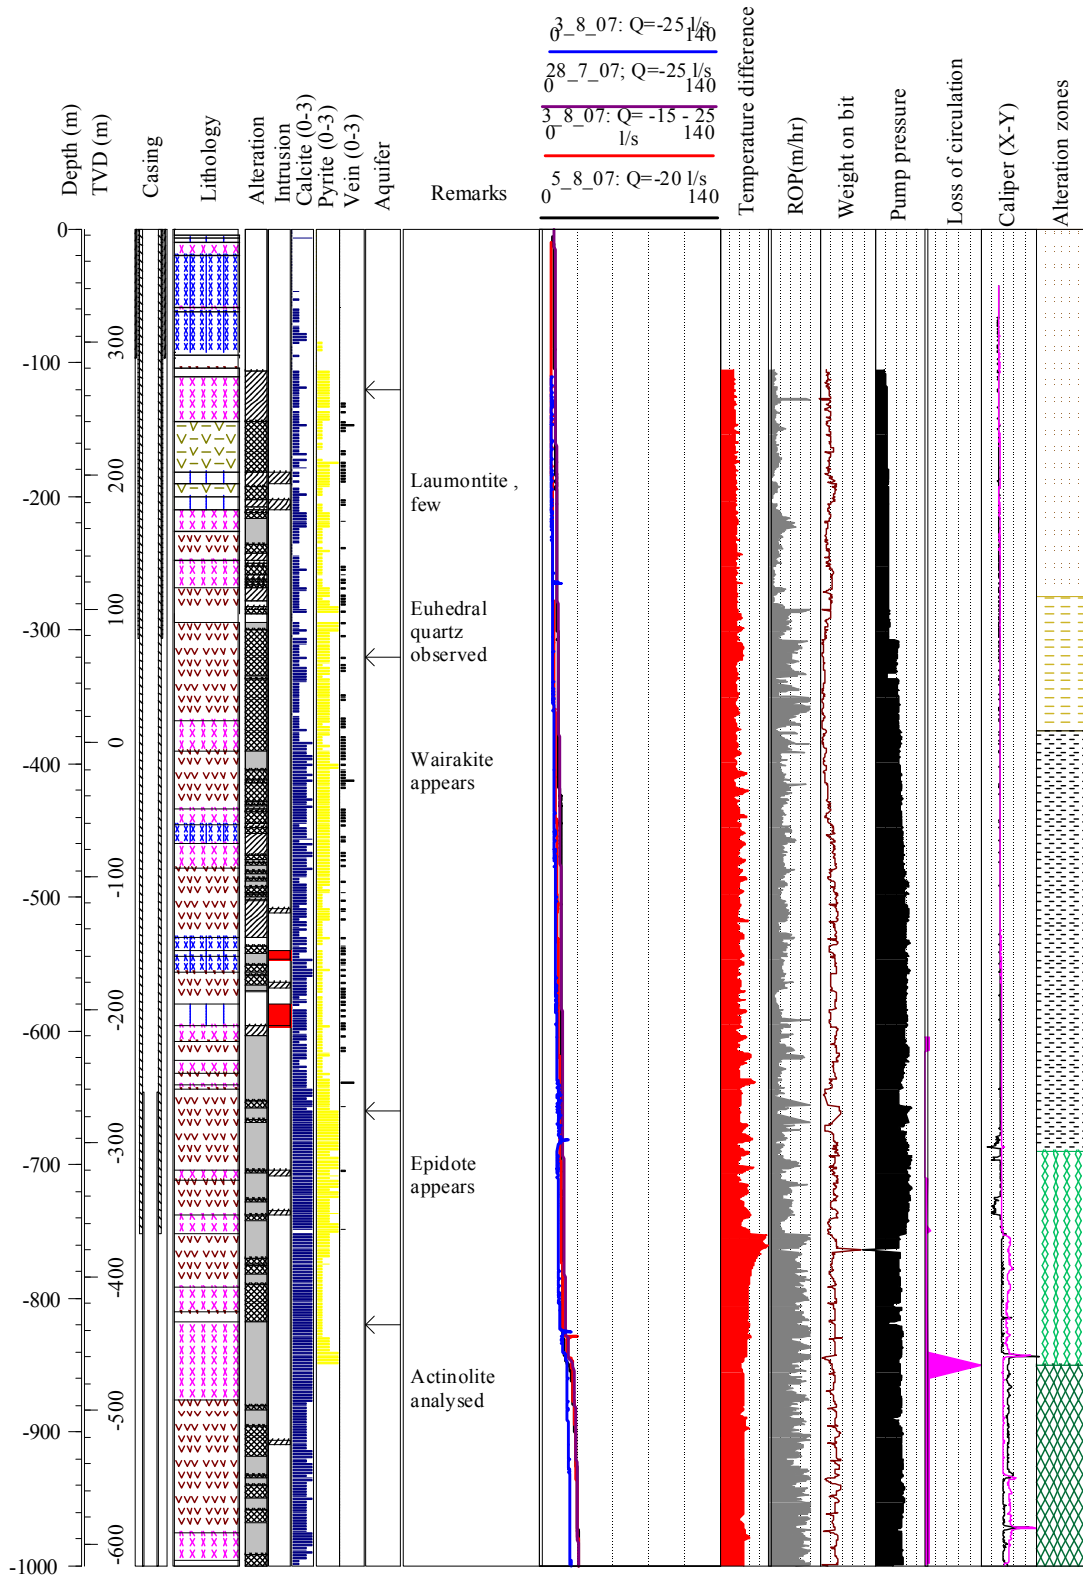 3_8_07: Q=-25 l/s
0 140
28_7_07; Q=-25 l/s
0 140
3_8_07: Q= -15 - 25
l/s
0 140
5_8_07: Q=-20 l/s
0 140
Depth (m)
TVD (m)
Casing
Lithology
Alteration
Intrusion
Calcite (0-3)
Pyrite (0-3)
Vein (0-3)
Aquifer
Remarks
Temperature difference
ROP(m/hr)
Weight on bit
Pump pressure
Loss of circulation
Caliper (X-Y)
Alteration zones
0
-100
-200
-300
-400
-500
-600
-700
-800
-900
-1000
300
200
100
0
-100
-200
-300
-400
-500
-600
Laumontite ,
few
Euhedral
quartz
observed
Wairakite
appears
Epidote
appears
Actinolite
analysed